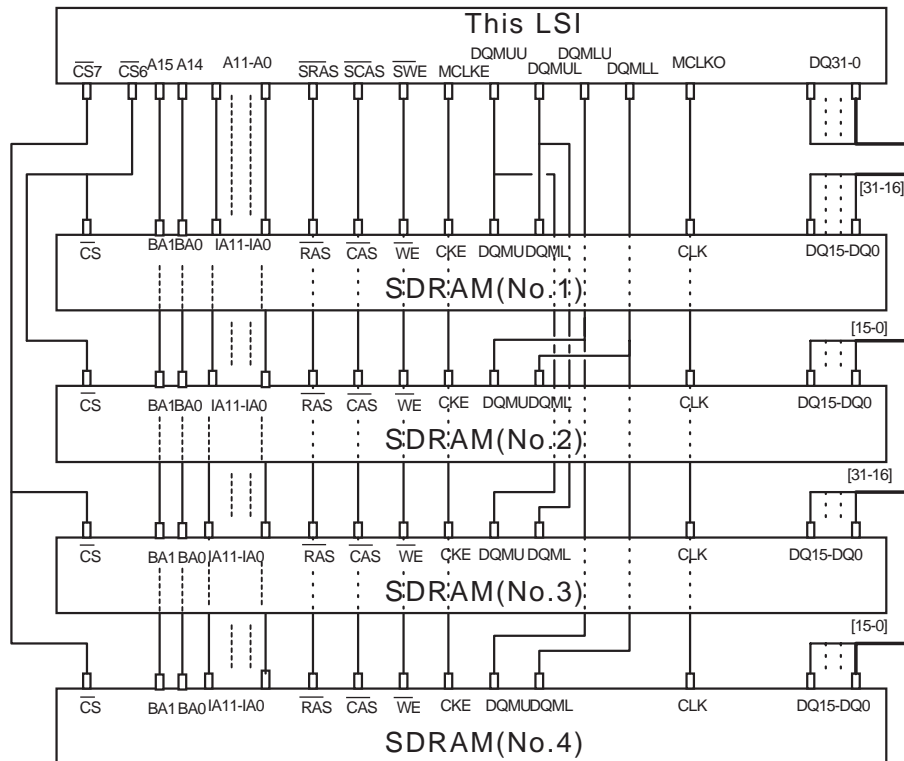 This LSI
CS7 CS6 A15 A14 A11-A0 SRAS SCAS SWE MCLKE DQMUU DQMUL DQMLU DQMLL MCLKO DQ31-0
[31-16]
CS BA1 BA0 IA11-IA0 RAS CAS WE CKE DQMU DQML CLK DQ15-DQ0
SDRAM(No.1)
[15-0]
CS BA1 BA0 IA11-IA0 RAS CAS WE CKE DQMU DQML CLK DQ15-DQ0
SDRAM(No.2)
[31-16]
CS BA1 BA0 IA11-IA0 RAS CAS WE CKE DQMU DQML CLK DQ15-DQ0
SDRAM(No.3)
[15-0]
CS BA1 BA0 IA11-IA0 RAS CAS WE CKE DQMU DQML CLK DQ15-DQ0
SDRAM(No.4)